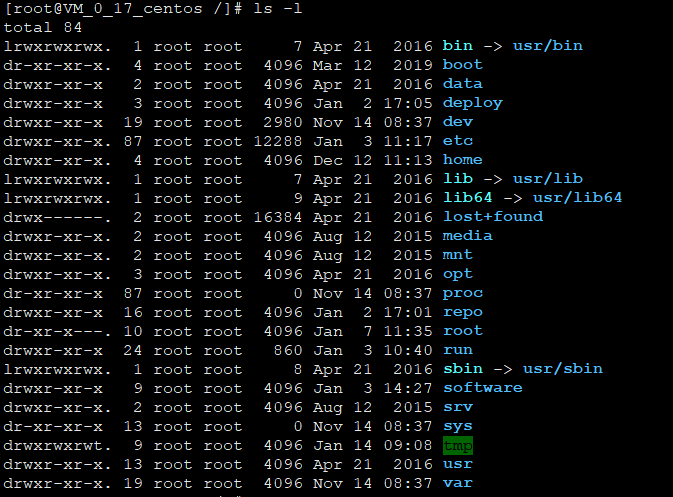 [root@VM_0_17_centos /]# ls -l
total 84
lrwxrwxrwx.  1 root root     7 Apr 21  2016 bin -> usr/bin
dr-xr-xr-x.  4 root root  4096 Mar 12  2019 boot
drwxr-xr-x   2 root root  4096 Apr 21  2016 data
drwxr-xr-x   3 root root  4096 Jan  2 17:05 deploy
drwxr-xr-x  19 root root  2980 Nov 14 08:37 dev
drwxr-xr-x. 87 root root 12288 Jan  3 11:17 etc
drwxr-xr-x.  4 root root  4096 Dec 12 11:13 home
lrwxrwxrwx.  1 root root     7 Apr 21  2016 lib -> usr/lib
lrwxrwxrwx.  1 root root     9 Apr 21  2016 lib64 -> usr/lib64
drwx------.  2 root root 16384 Apr 21  2016 lost+found
drwxr-xr-x.  2 root root  4096 Aug 12  2015 media
drwxr-xr-x.  2 root root  4096 Aug 12  2015 mnt
drwxr-xr-x.  3 root root  4096 Apr 21  2016 opt
dr-xr-xr-x  87 root root     0 Nov 14 08:37 proc
drwxr-xr-x  16 root root  4096 Jan  2 17:01 repo
dr-xr-x---. 10 root root  4096 Jan  7 11:35 root
drwxr-xr-x  24 root root   860 Jan  3 10:40 run
lrwxrwxrwx.  1 root root     8 Apr 21  2016 sbin -> usr/sbin
drwxr-xr-x   9 root root  4096 Jan  3 14:27 software
drwxr-xr-x.  2 root root  4096 Aug 12  2015 srv
dr-xr-xr-x  13 root root     0 Nov 14 08:37 sys
drwxrwxrwt.  9 root root  4096 Jan 14 09:08 tmp
drwxr-xr-x. 13 root root  4096 Apr 21  2016 usr
drwxr-xr-x. 19 root root  4096 Nov 14 08:37 var